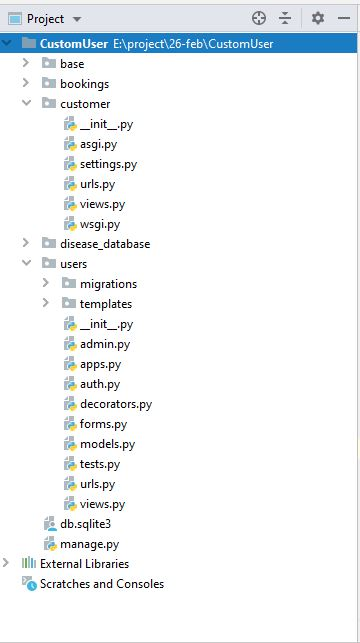 Project
CustomUser E:\project\26-feb\CustomUser
base
bookings
customer
__init__.py
asgi.py
settings.py
urls.py
views.py
wsgi.py
disease_database
users
migrations
templates
__init__.py
admin.py
apps.py
auth.py
decorators.py
forms.py
models.py
tests.py
urls.py
views.py
db.sqlite3
manage.py
External Libraries
Scratches and Consoles